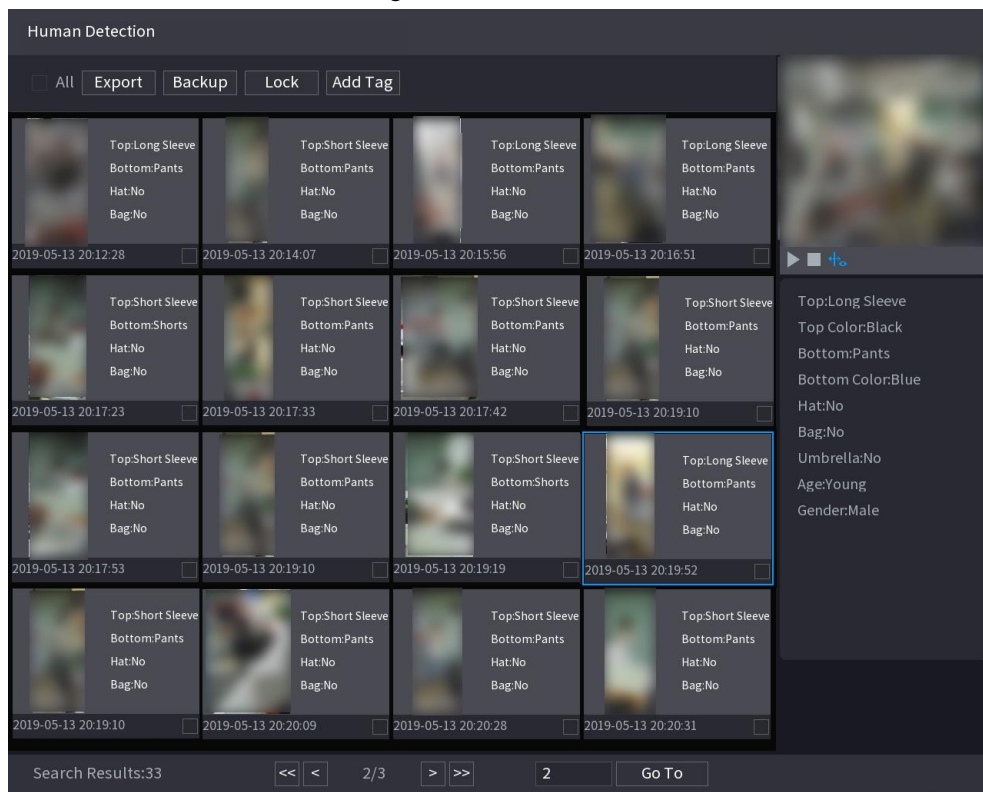 Human Detection
All Export Backup Lock Add Tag
Top:Long Sleeve
Bottom:Pants
Hat:No
Bag:No
2019-05-13 20:12:28
Top:Short Sleeve
Bottom:Pants
Hat:No
Bag:No
2019-05-13 20:14:07
Top:Long Sleeve
Bottom:Pants
Hat:No
Bag:No
2019-05-13 20:15:56
Top:Long Sleeve
Bottom:Pants
Hat:No
Bag:No
2019-05-13 20:16:51
Top:Short Sleeve
Bottom:Shorts
Hat:No
Bag:No
2019-05-13 20:17:23
Top:Short Sleeve
Bottom:Pants
Hat:No
Bag:No
2019-05-13 20:17:33
Top:Short Sleeve
Bottom:Pants
Hat:No
Bag:No
2019-05-13 20:17:42
Top:Short Sleeve
Bottom:Pants
Hat:No
Bag:No
2019-05-13 20:19:10
Top:Short Sleeve
Bottom:Pants
Hat:No
Bag:No
2019-05-13 20:17:53
Top:Short Sleeve
Bottom:Pants
Hat:No
Bag:No
2019-05-13 20:19:10
Top:Short Sleeve
Bottom:Shorts
Hat:No
Bag:No
2019-05-13 20:19:19
Top:Long Sleeve
Bottom:Pants
Hat:No
Bag:No
2019-05-13 20:19:52
Top:Short Sleeve
Bottom:Pants
Hat:No
Bag:No
2019-05-13 20:19:10
Top:Short Sleeve
Bottom:Pants
Hat:No
Bag:No
2019-05-13 20:20:09
Top:Short Sleeve
Bottom:Pants
Hat:No
Bag:No
2019-05-13 20:20:28
Top:Short Sleeve
Bottom:Pants
Hat:No
Bag:No
2019-05-13 20:20:31
Top:Long Sleeve
Top Color:Black
Bottom:Pants
Bottom Color:Blue
Hat:No
Bag:No
Umbrella:No
Age:Young
Gender:Male
Search Results:33 << < 2/3 > >> 2 Go To